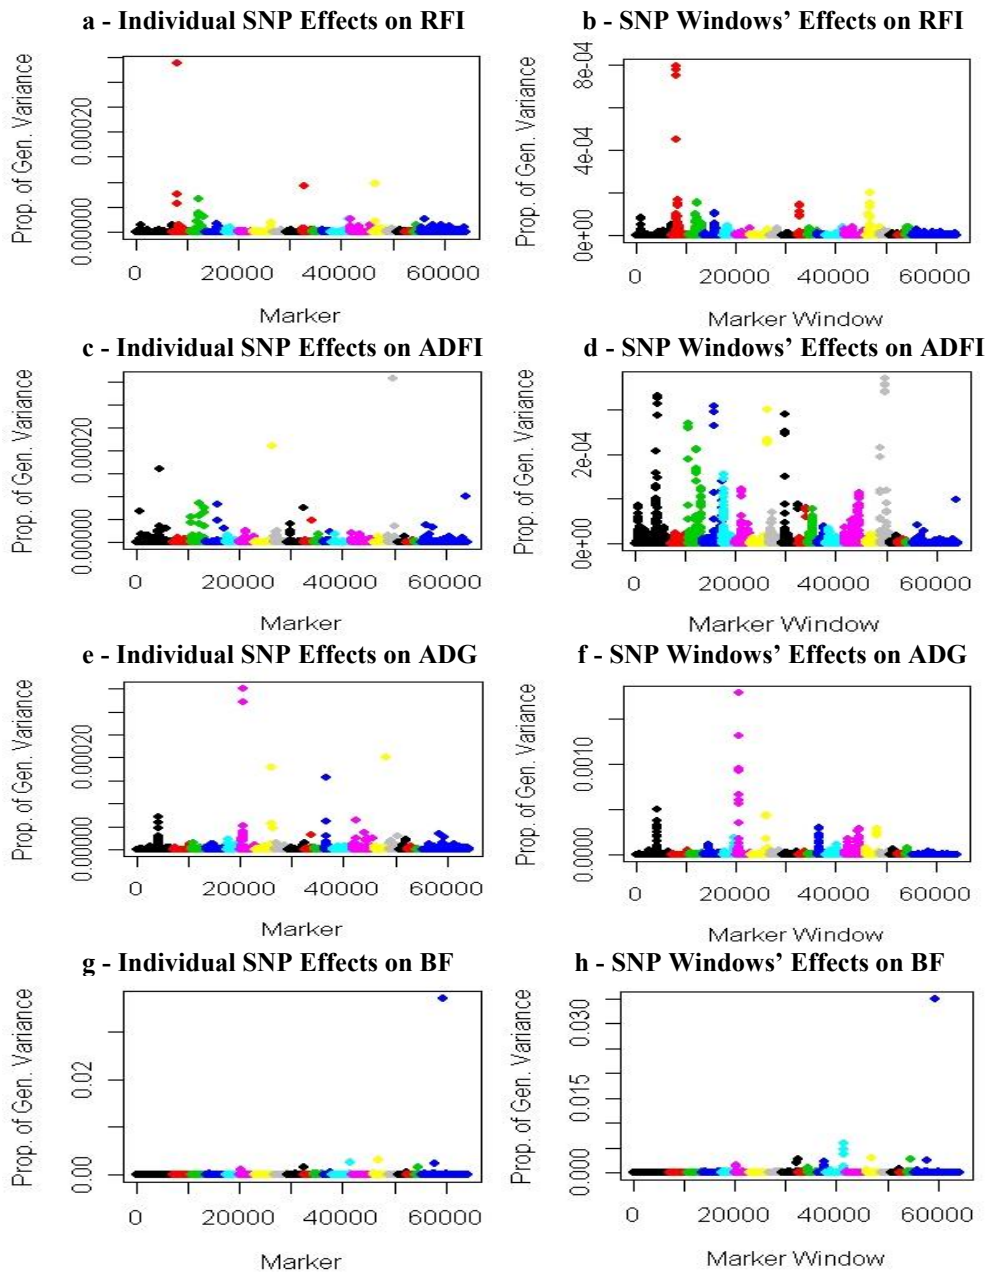 a - Individual SNP Effects on RFI
b - SNP Windows' Effects on RFI
Prop. of Gen. Variance
0.00000 0.00020
0 20000 40000 60000
Marker
Prop. of Gen. Variance
0e+00 4e-04 8e-04
0 20000 40000 60000
Marker Window
c - Individual SNP Effects on ADFI
d - SNP Windows' Effects on ADFI
Prop. of Gen. Variance
0.00000 0.00020
0 20000 40000 60000
Marker
Prop. of Gen. Variance
0e+00 2e-04
0 20000 40000 60000
Marker Window
e - Individual SNP Effects on ADG
f - SNP Windows' Effects on ADG
Prop. of Gen. Variance
0.00000 0.00020
0 20000 40000 60000
Marker
Prop. of Gen. Variance
0.0000 0.0010
0 20000 40000 60000
Marker Window
g - Individual SNP Effects on BF
h - SNP Windows' Effects on BF
Prop. of Gen. Variance
0.00 0.02
0 20000 40000 60000
Marker
Prop. of Gen. Variance
0.000 0.015 0.030
0 20000 40000 60000
Marker Window